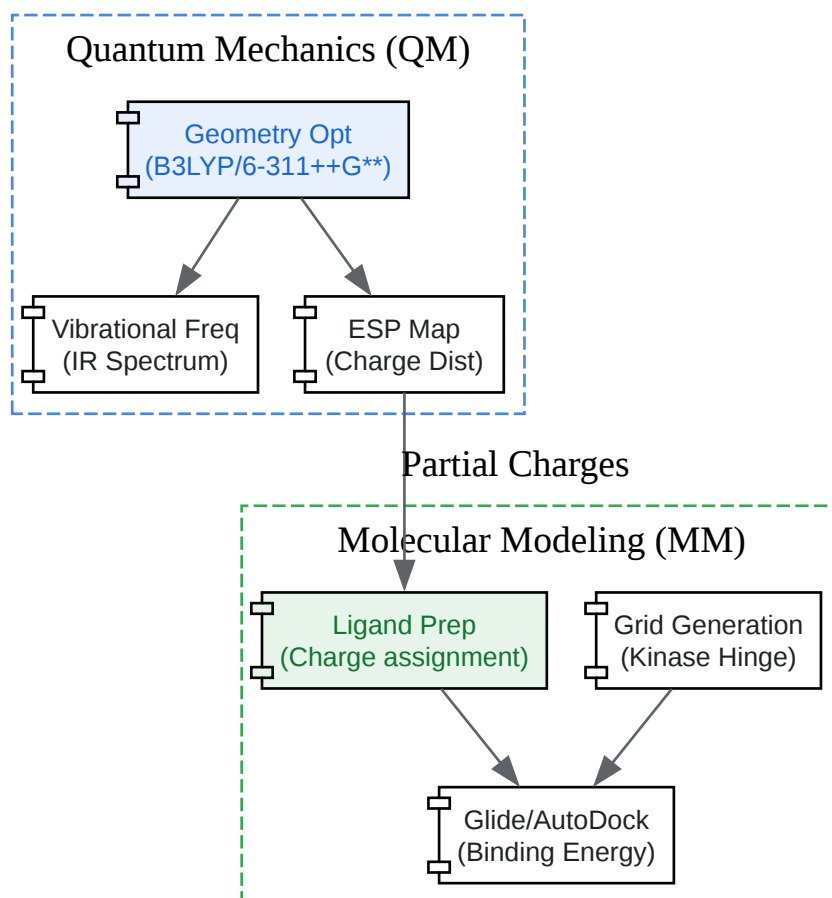 Quantum Mechanics (QM)
Geometry Opt
(B3LYP/6-311++G**)
Vibrational Freq
(IR Spectrum)
ESP Map
(Charge Dist)
Partial Charges
Molecular Modeling (MM)
Ligand Prep
(Charge assignment)
Grid Generation
(Kinase Hinge)
Glide/AutoDock
(Binding Energy)